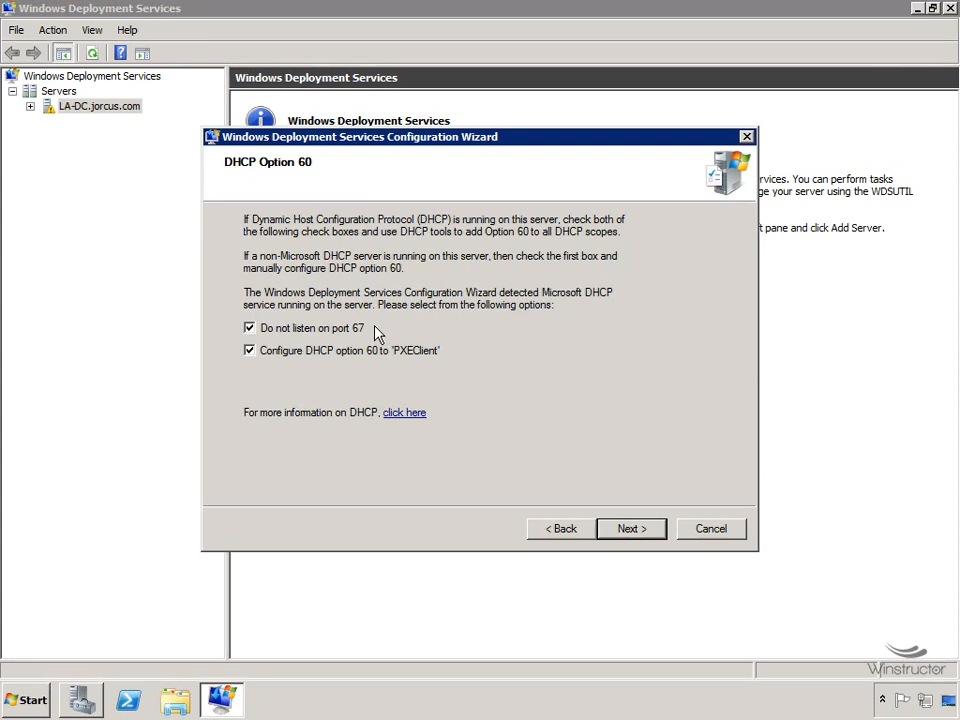 Windows Deployment Services
File Action View Help
Windows Deployment Services
Servers
LA-DC.jorcus.com
Windows Deployment Services
Windows Deployment Services
rvices. You can perform tasks
ge your server using the WDSUTIL
t pane and click Add Server.
Windows Deployment Services Configuration Wizard
DHCP Option 60
If Dynamic Host Configuration Protocol (DHCP) is running on this server, check both of
the following check boxes and use DHCP tools to add Option 60 to all DHCP scopes.
If a non-Microsoft DHCP server is running on this server, then check the first box and
manually configure DHCP option 60.
The Windows Deployment Services Configuration Wizard detected Microsoft DHCP
service running on the server. Please select from the following options:
Do not listen on port 67
Configure DHCP option 60 to 'PXEClient'
For more information on DHCP, click here
< Back Next > Cancel
Winstructor
Start